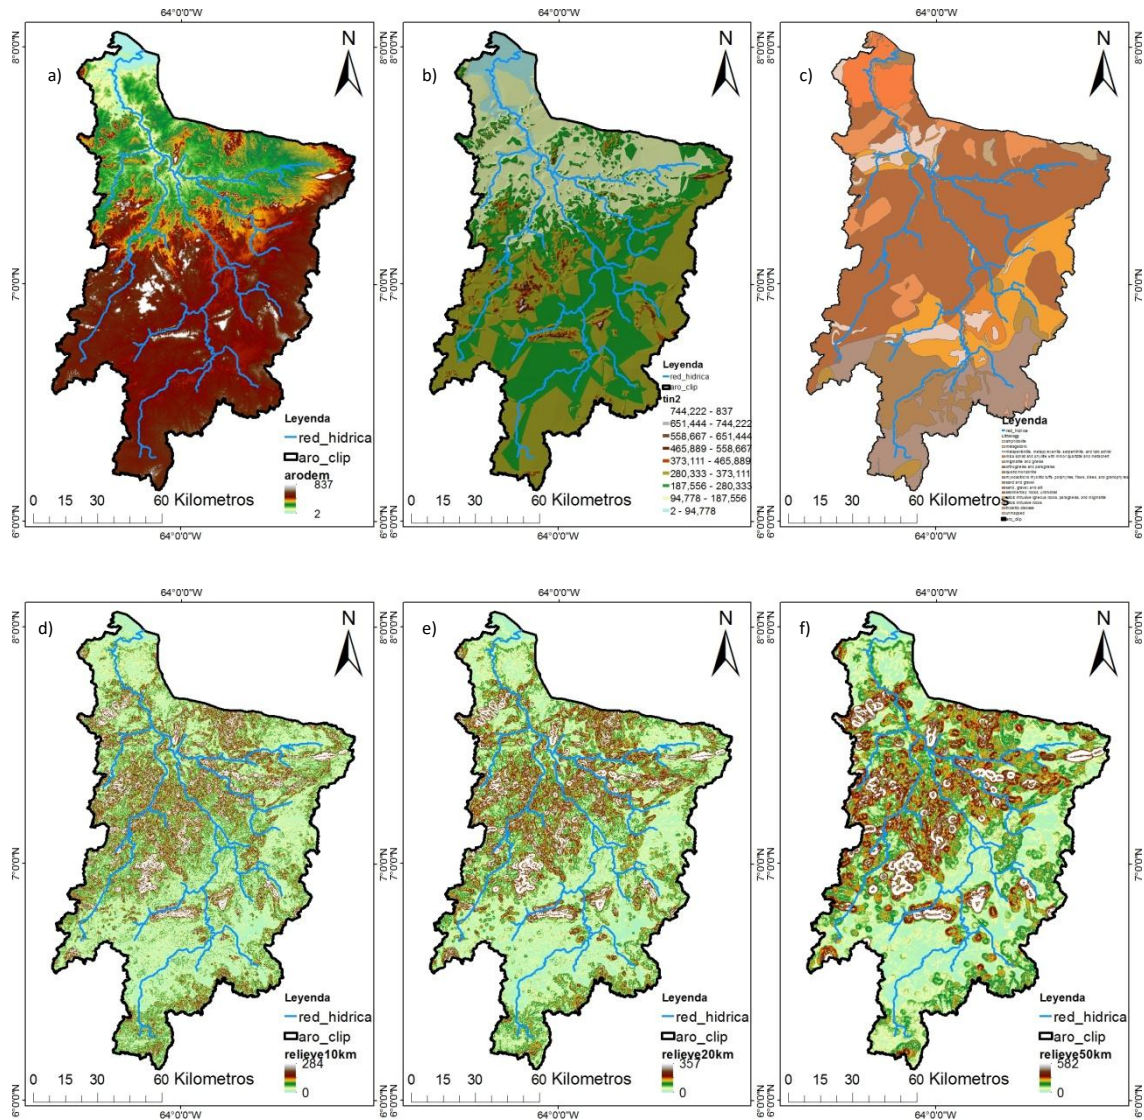 64°0'0"W
64°0'0"W
64°0'0"W
8°0'0"N
8°0'0"N
8°0'0"N
a)
N
b)
N
c)
N
7°0'0"N
7°0'0"N
7°0'0"N
Leyenda
red_hidrica
aro_clip
arodem
837
2
Leyenda
red_hidrica
aro_clip
tin2
744,222 - 837
651,444 - 744,222
558,667 - 651,444
465,889 - 558,667
373,111 - 465,889
280,333 - 373,111
187,556 - 280,333
94,778 - 187,556
2 - 94,778
Leyenda
red_hidrica
aro_clip
0 15 30 60 Kilometros
0 15 30 60 Kilometros
0 15 30 60 Kilometros
6°0'0"N
6°0'0"N
6°0'0"N
64°0'0"W
64°0'0"W
64°0'0"W
64°0'0"W
64°0'0"W
64°0'0"W
8°0'0"N
8°0'0"N
8°0'0"N
d)
N
e)
N
f)
N
7°0'0"N
7°0'0"N
7°0'0"N
Leyenda
red_hidrica
aro_clip
relieve10km
284
0
Leyenda
red_hidrica
aro_clip
relieve20km
357
0
Leyenda
red_hidrica
aro_clip
relieve50km
582
0
0 15 30 60 Kilometros
0 15 30 60 Kilometros
0 15 30 60 Kilometros
6°0'0"N
6°0'0"N
6°0'0"N
64°0'0"W
64°0'0"W
64°0'0"W